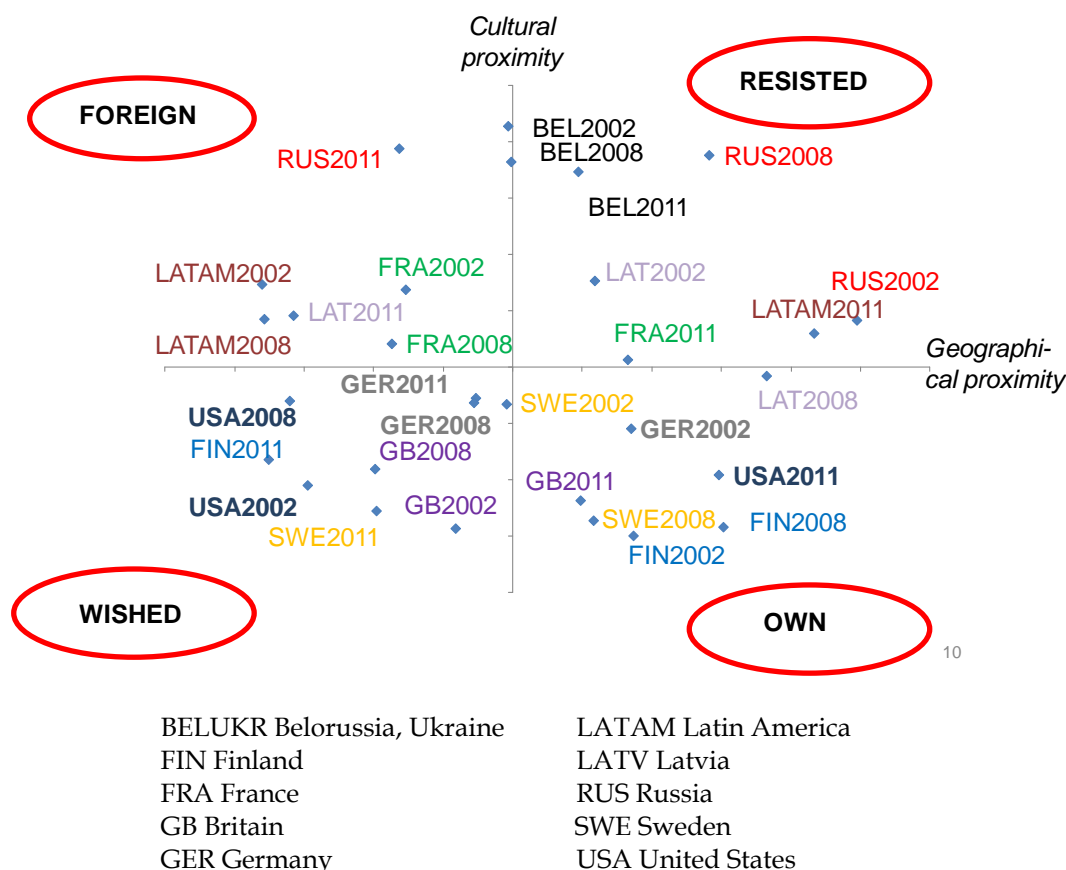 Cultural
proximity
RESISTED
FOREIGN
BEL2002
BEL2008
RUS2011
RUS2008
BEL2011
LATAM2002
FRA2002
LAT2002
RUS2002
LAT2011
LATAM2011
FRA2011
LATAM2008
FRA2008
Geographi-
cal proximity
GER2011
LAT2008
USA2008
GER2008
SWE2002
GER2002
FIN2011
GB2008
USA2011
GB2011
USA2002
GB2002
SWE2008
FIN2008
SWE2011
FIN2002
WISHED
OWN
10
BELUKR Belorussia, Ukraine
LATAM Latin America
FIN Finland
LATV Latvia
FRA France
RUS Russia
GB Britain
SWE Sweden
GER Germany
USA United States